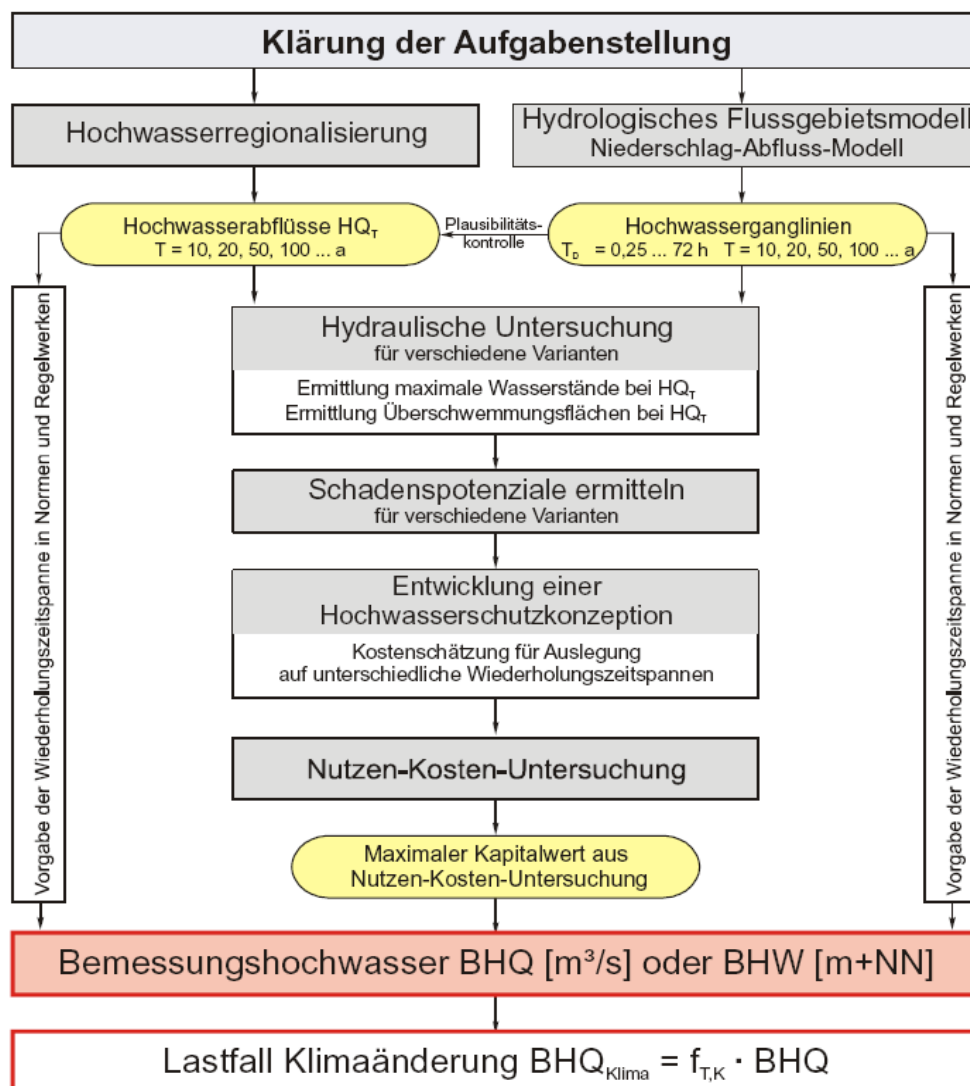 Klärung der Aufgabenstellung
Hochwasserregionalisierung
Hydrologisches Flussgebietsmodell
Niederschlag-Abfluss-Modell
Hochwasserabflüsse HQT
T = 10, 20, 50, 100 ... a
Plausibilitäts-
kontrolle
Hochwasserganglinien
TD = 0,25 ... 72 h T = 10, 20, 50, 100 ... a
Vorgabe der Wiederholungszeitspanne in Normen und Regelwerken
Hydraulische Untersuchung
für verschiedene Varianten
Ermittlung maximale Wasserstände bei HQT
Ermittlung Überschwemmungsflächen bei HQT
Schadenspotenziale ermitteln
für verschiedene Varianten
Entwicklung einer
Hochwasserschutzkonzeption
Kostenschätzung für Auslegung
auf unterschiedliche Wiederholungszeitspannen
Nutzen-Kosten-Untersuchung
Maximaler Kapitalwert aus
Nutzen-Kosten-Untersuchung
Vorgabe der Wiederholungszeitspanne in Normen und Regelwerken
Bemessungshochwasser BHQ [m³/s] oder BHW [m+NN]
Lastfall Klimaänderung BHQKlima = fT,K · BHQ